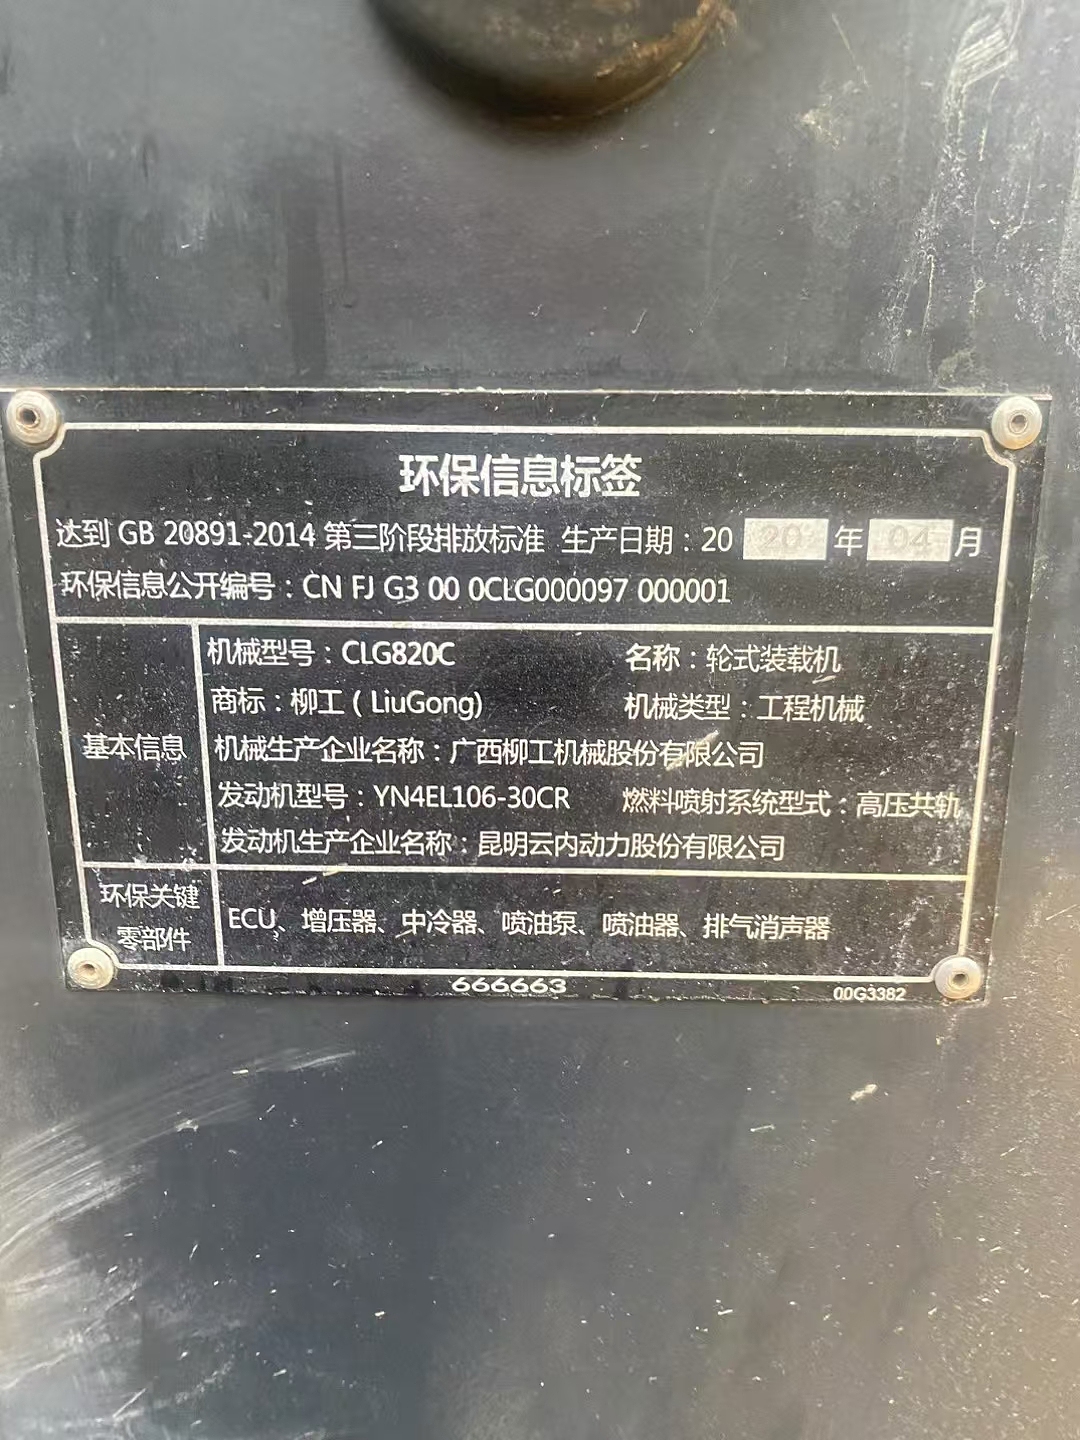 环保信息标签
达到 GB 20891-2014 第三阶段排放标准 生产日期：20 20 年 04 月
环保信息公开编号：CN FJ G3 00 0CLG000097 000001
基本信息
机械型号：CLG820C 名称：轮式装载机
商标：柳工（LiuGong) 机械类型：工程机械
机械生产企业名称：广西柳工机械股份有限公司
发动机型号：YN4EL106-30CR 燃料喷射系统型式：高压共轨
发动机生产企业名称：昆明云内动力股份有限公司
环保关键
零部件
ECU、增压器、中冷器、喷油泵、喷油器、排气消声器
666663
00G3382